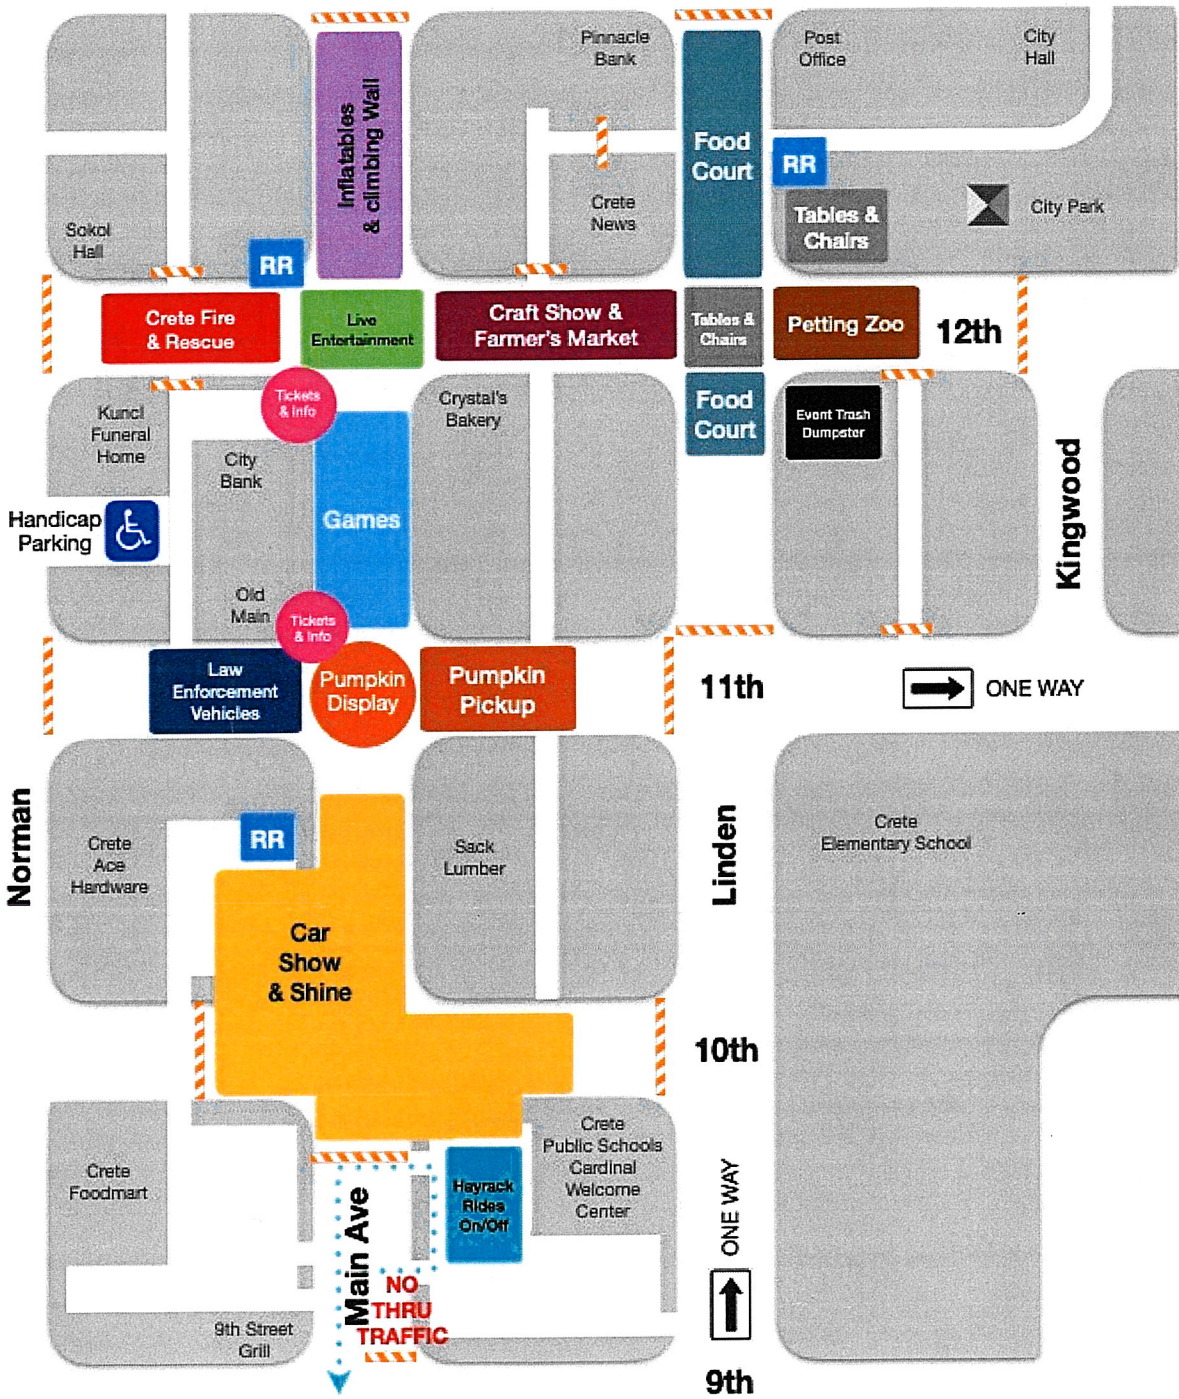 Pinnacle
Bank
Post
Office
City
Hall
Inflatables
& climbing Wall
Food
Court
RR
Crete
News
Tables &
Chairs
City Park
Sokol
Hall
RR
Crete Fire
& Rescue
Live
Entertainment
Craft Show &
Farmer's Market
Tables &
Chairs
Petting Zoo
12th
Tickets
& Info
Kuncl
Funeral
Home
Crystal's
Bakery
Food
Court
Event Trash
Dumpster
City
Bank
Games
Handicap
Parking
Kingwood
Old
Main
Tickets
& Info
Law
Enforcement
Vehicles
Pumpkin
Display
Pumpkin
Pickup
11th
ONE WAY
Norman
RR
Crete
Ace
Hardware
Sack
Lumber
Linden
Crete
Elementary School
Car
Show
& Shine
10th
Crete
Foodmart
Main Ave
Hayrack
Rides
On/Off
Crete
Public Schools
Cardinal
Welcome
Center
ONE WAY
NO
THRU
TRAFFIC
9th Street
Grill
9th